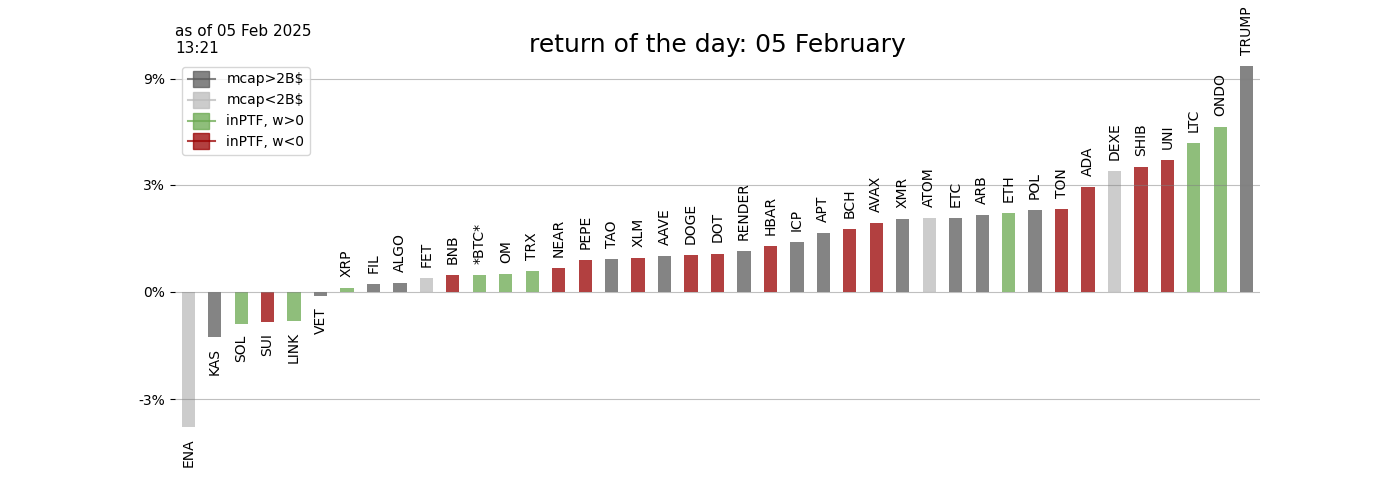 as of 05 Feb 2025
13:21
return of the day: 05 February
mcap>2B$
mcap<2B$
inPTF, w>0
inPTF, w<0
9%
3%
0%
-3%
ENA
KAS
SOL
SUI
LINK
VET
XRP
FIL
ALGO
FET
BNB
*BTC*
OM
TRX
NEAR
PEPE
TAO
XLM
AAVE
DOGE
DOT
RENDER
HBAR
ICP
APT
BCH
AVAX
XMR
ATOM
ETC
ARB
ETH
POL
TON
ADA
DEXE
SHIB
UNI
LTC
ONDO
TRUMP